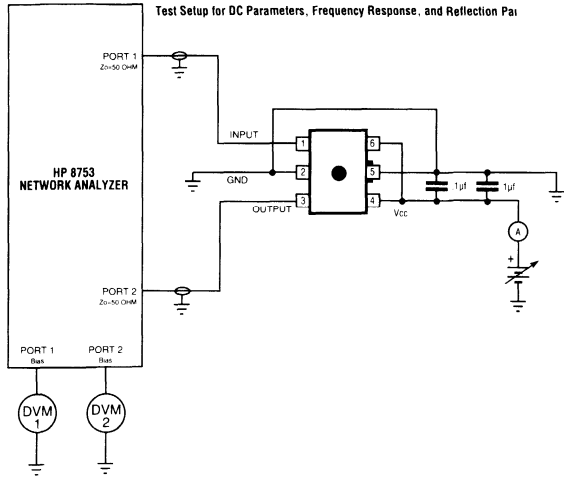 Test Setup for DC Parameters, Frequency Response, and Reflection
PORT 1
Zo=50 OHM
INPUT
1
6
HP 8753
NETWORK ANALYZER
GND
2
5
.1µf
.1µf
OUTPUT
3
4
Vcc
A
+
PORT 2
Zo=50 OHM
PORT 1
Bias
PORT 2
Bias
DVM
1
DVM
2